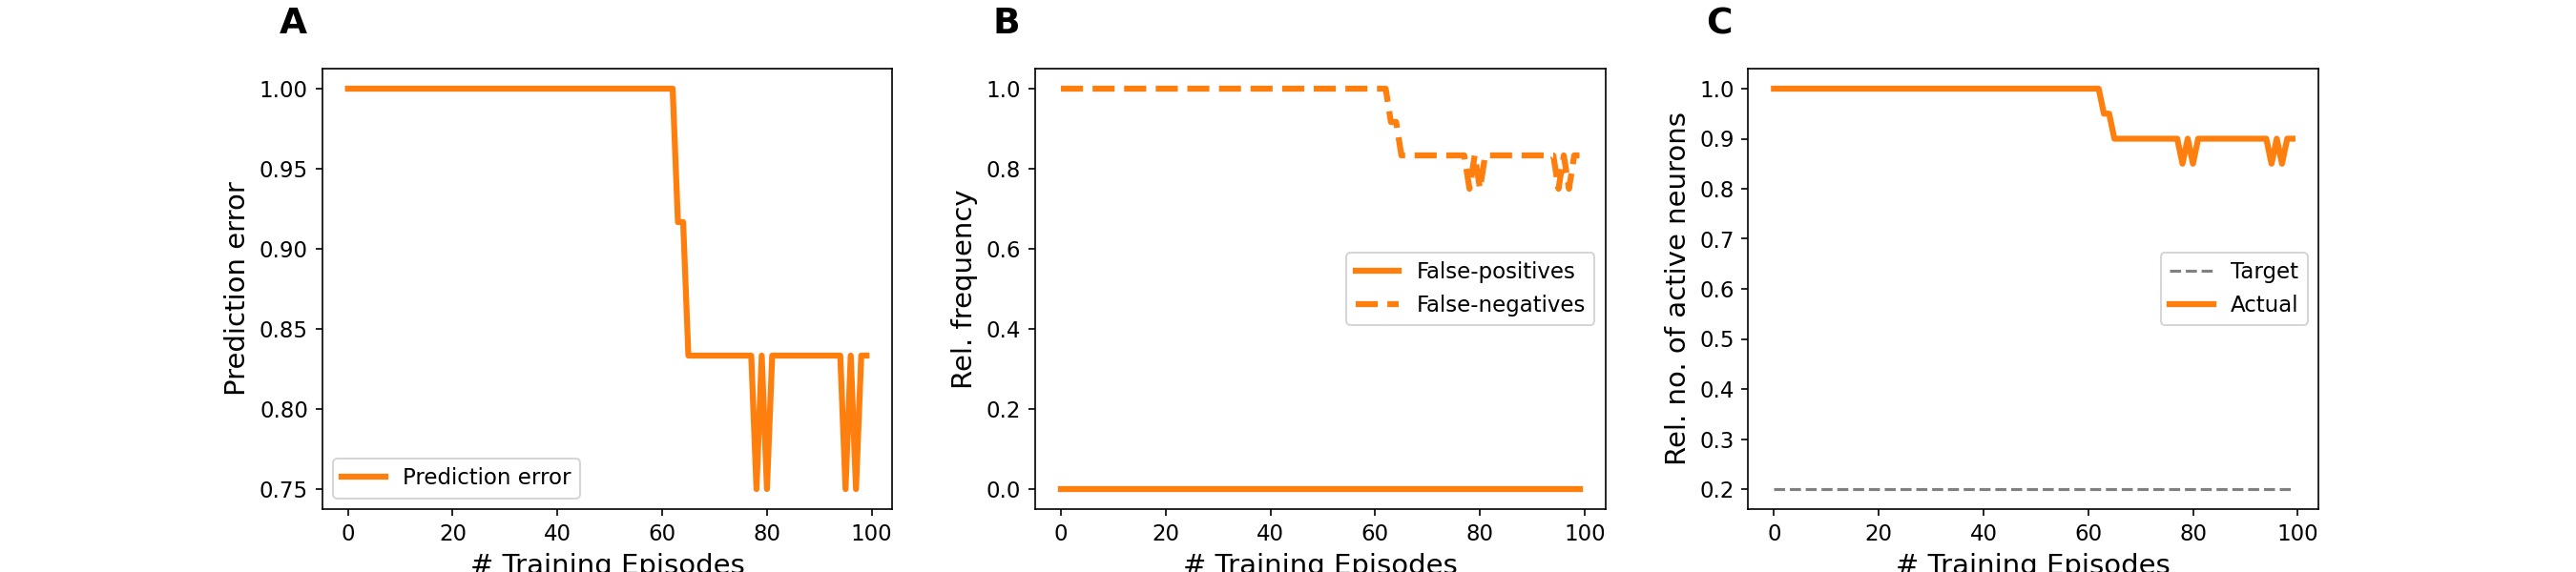 A
B
C
Prediction error
1.00
0.95
0.90
0.85
0.80
0.75
Prediction error
0 20 40 60 80 100
# Training Episodes
Rel. frequency
1.0
0.8
0.6
0.4
0.2
0.0
False-positives
False-negatives
0 20 40 60 80 100
# Training Episodes
Rel. no. of active neurons
1.0
0.9
0.8
0.7
0.6
0.5
0.4
0.3
0.2
Target
Actual
0 20 40 60 80 100
# Training Episodes